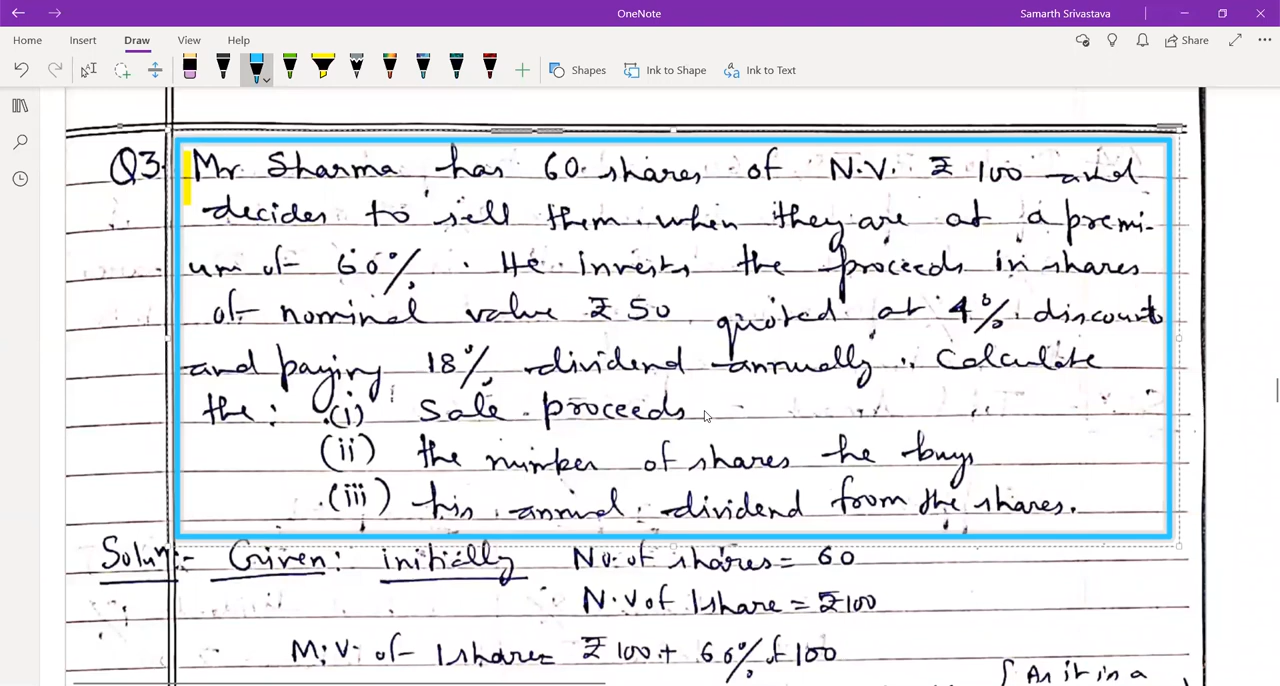 OneNote
Samarth Srivastava
Home Insert Draw View Help
Share
Shapes Ink to Shape Ink to Text
Q3. Mr. Sharma has 60 shares of N.V. ₹ 100 and
decides to sell them when they are at a premi-
um of 60%. He invests the proceeds in shares
of nominal value ₹ 50 quoted at 4% discount
and paying 18% dividend annually. Calculate
the: (i) Sale proceeds
(ii) the number of shares he buys
(iii) his annual dividend from the shares.
Solun:- Given: initially No. of shares = 60
N.V of 1 share = ₹100
M.V. of 1 share = ₹ 100 + 60% of 100
{ As it is a